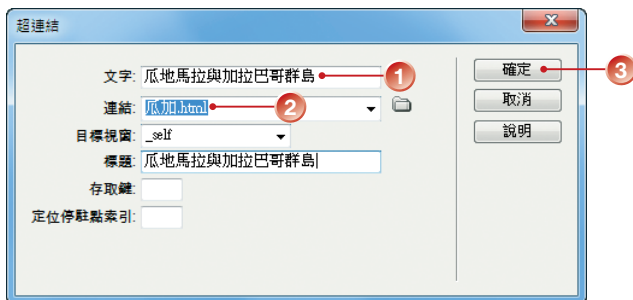 超連結
文字: 瓜地馬拉與加拉巴哥群島 1
確定 3
連結: 瓜加.html 2
取消
目標視窗: _self
說明
標題: 瓜地馬拉與加拉巴哥群島
存取鍵:
定位停駐點索引: